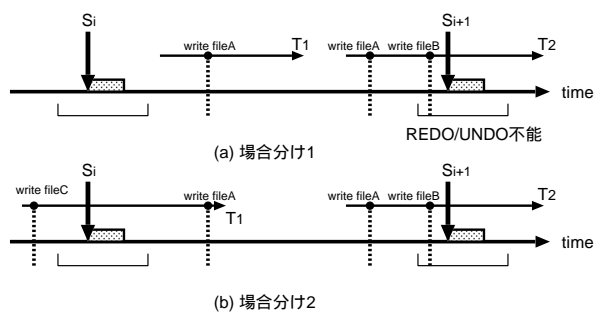 Si
Si+1
write fileA
T1
write fileA
write fileB
T2
time
REDO/UNDO不能
(a) 場合分け1
Si
Si+1
write fileC
write fileA
T1
write fileA
write fileB
T2
time
(b) 場合分け2